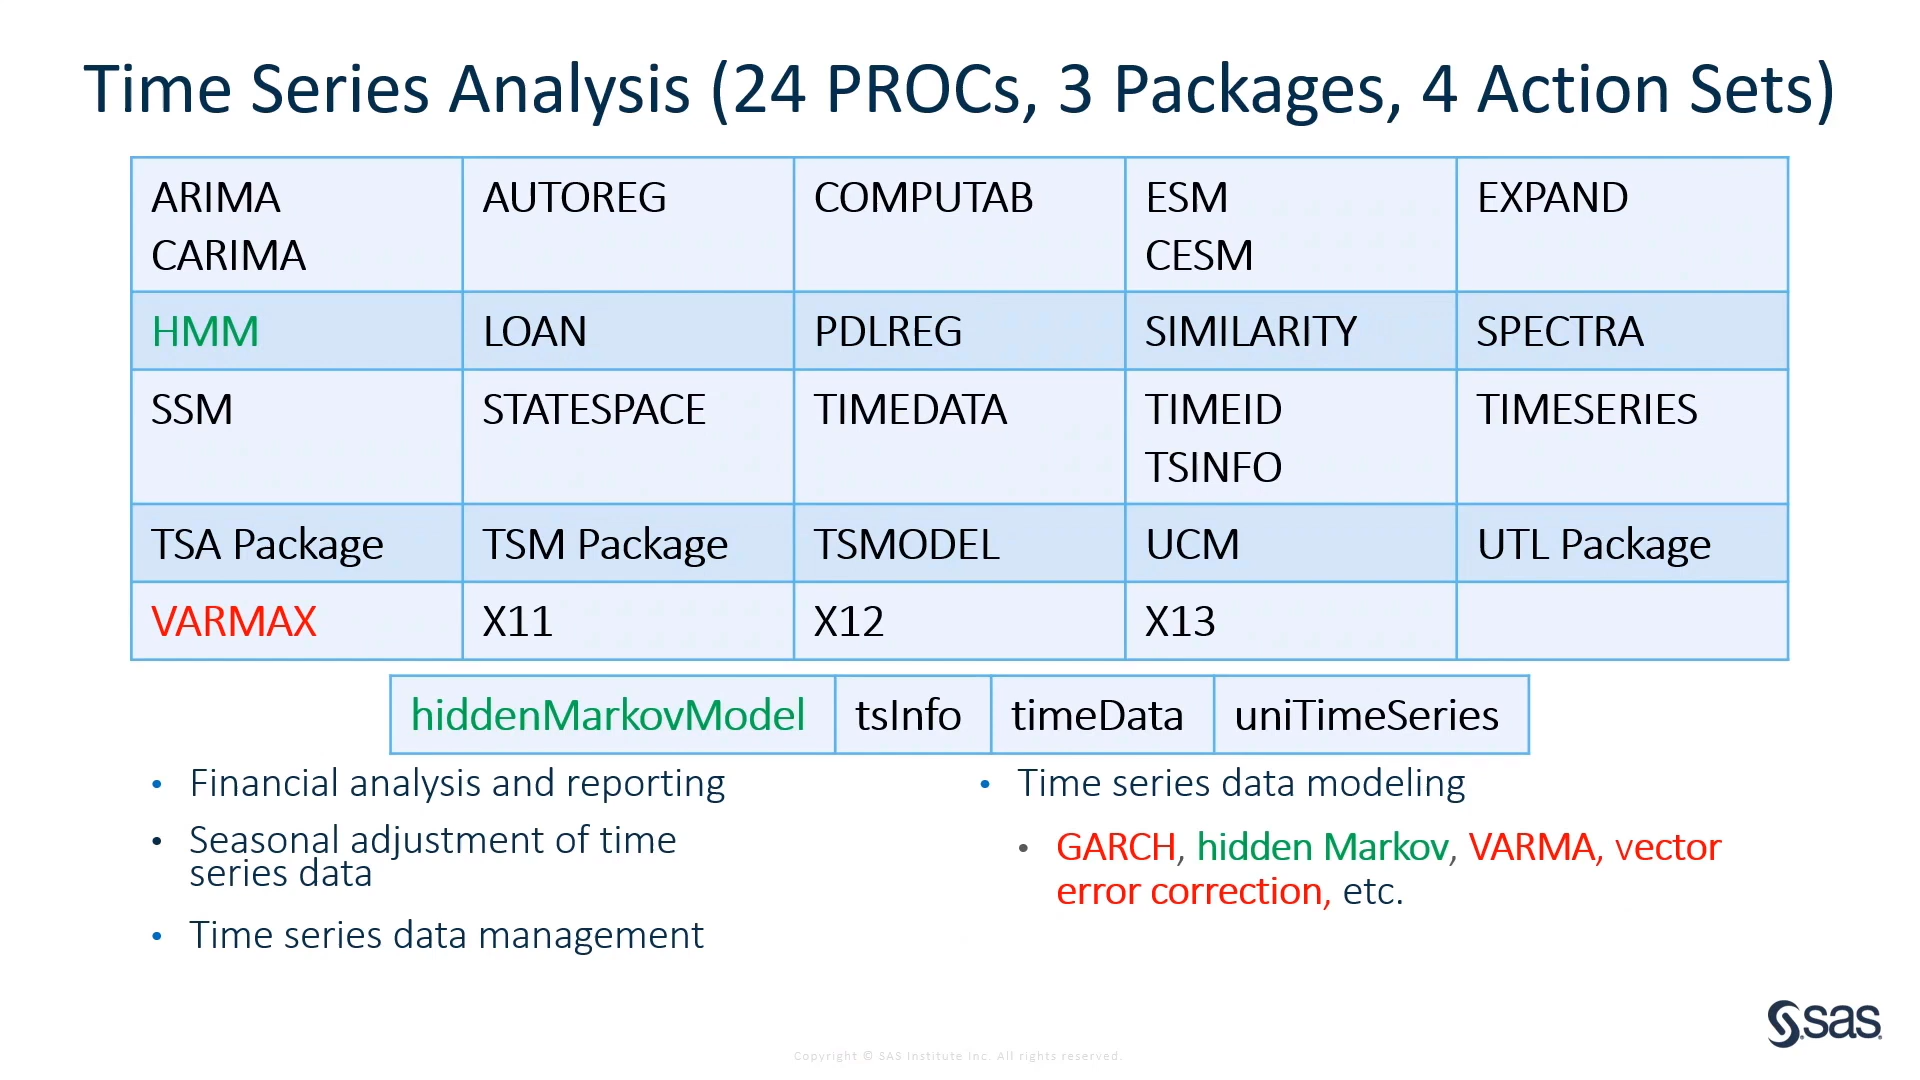 Time Series Analysis (24 PROCs, 3 Packages, 4 Action Sets)
ARIMA
CARIMA
AUTOREG
COMPUTAB
ESM
CESM
EXPAND
HMM
LOAN
PDLREG
SIMILARITY
SPECTRA
SSM
STATESPACE
TIMEDATA
TIMEID
TSINFO
TIMESERIES
TSA Package
TSM Package
TSMODEL
UCM
UTL Package
VARMAX
X11
X12
X13
hiddenMarkovModel
tsInfo
timeData
uniTimeSeries
• Financial analysis and reporting
• Seasonal adjustment of time
series data
• Time series data management
• Time series data modeling
• GARCH, hidden Markov, VARMA, vector
error correction, etc.
sas
Copyright © SAS Institute Inc. All rights reserved.